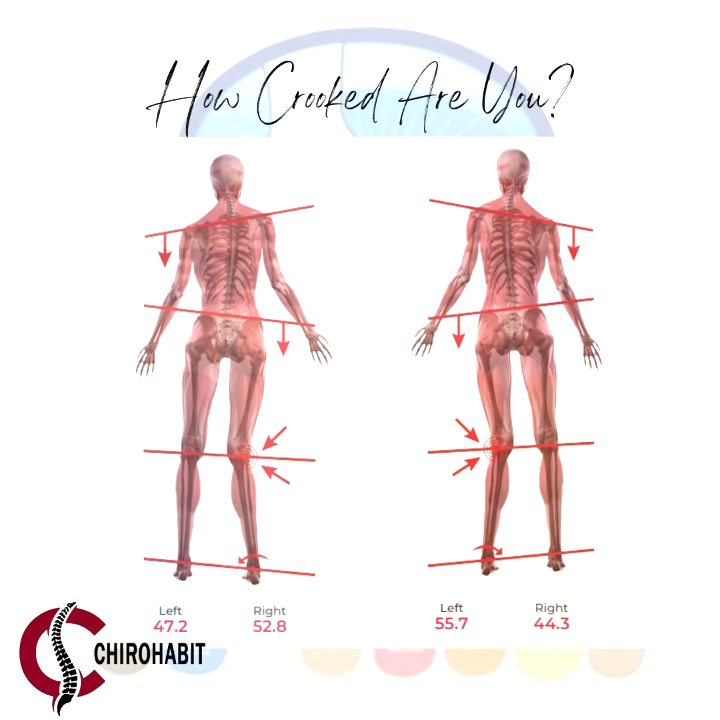 How Crooked Are You?
Left Right
47.2 52.8
Left Right
55.7 44.3
CHIROHABIT